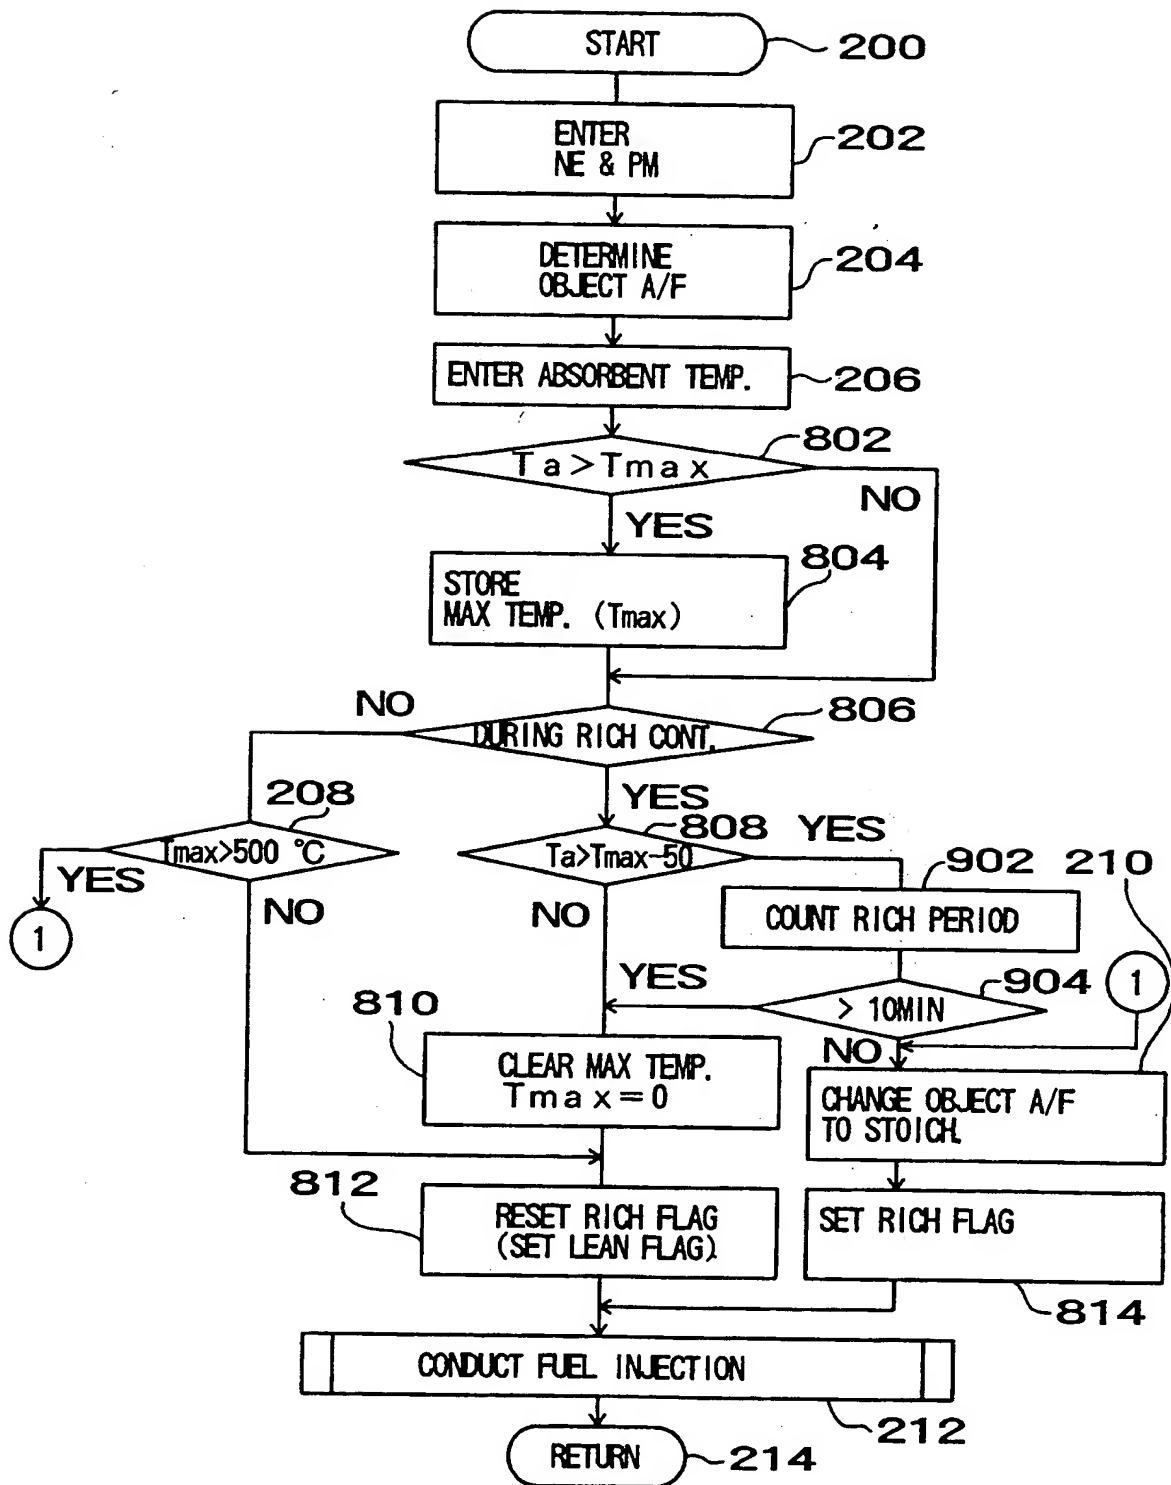 START
200
ENTER
NE & PM
202
DETERMINE
OBJECT A/F
204
ENTER ABSORBENT TEMP.
206
802
Ta>Tmax
NO
YES
804
STORE
MAX TEMP. (Tmax)
NO
806
DURING RICH CONT.
208
YES
808
YES
Tmax>500 °C
Ta>Tmax-50
902
210
YES
NO
NO
COUNT RICH PERIOD
1
YES
904
1
810
> 10MIN
NO
CLEAR MAX TEMP.
Tmax=0
CHANGE OBJECT A/F
TO STOICH.
812
RESET RICH FLAG
(SET LEAN FLAG).
SET RICH FLAG
814
CONDUCT FUEL INJECTION
212
RETURN
214